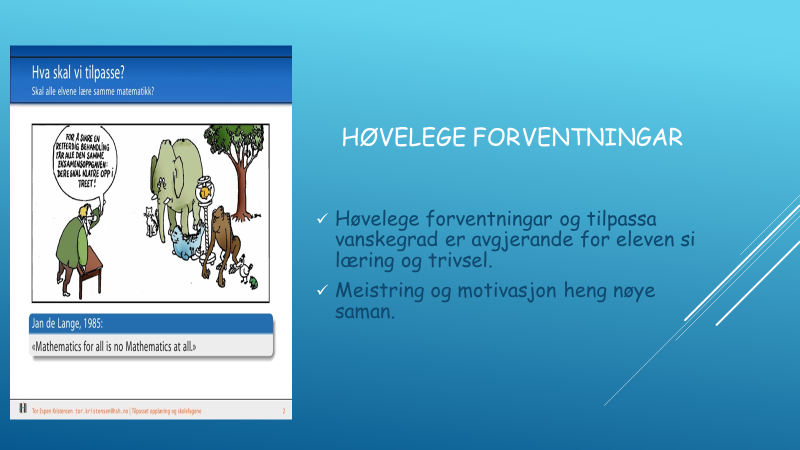 Hva skal vi tilpasse?
Skal alle elvene lære samme matematikk?
FOR Å SIKRE EN
RETTFERDIG BEHANDLING
FÅR ALLE DEN SAMME
EKSAMENSOPPGAVEN:
DERE SKAL KLATRE OPP I
TREET!
Jan de Lange, 1985:
«Mathematics for all is no Mathematics at all.»
Tor Espen Kristensen tor.kristensen@hsh.no | Tilpasset opplæring og skolefagene
2
HØVELEGE FORVENTNINGAR
Høvelege forventningar og tilpassa
vanskegrad er avgjerande for eleven si
læring og trivsel.
Meistring og motivasjon heng nøye
saman.